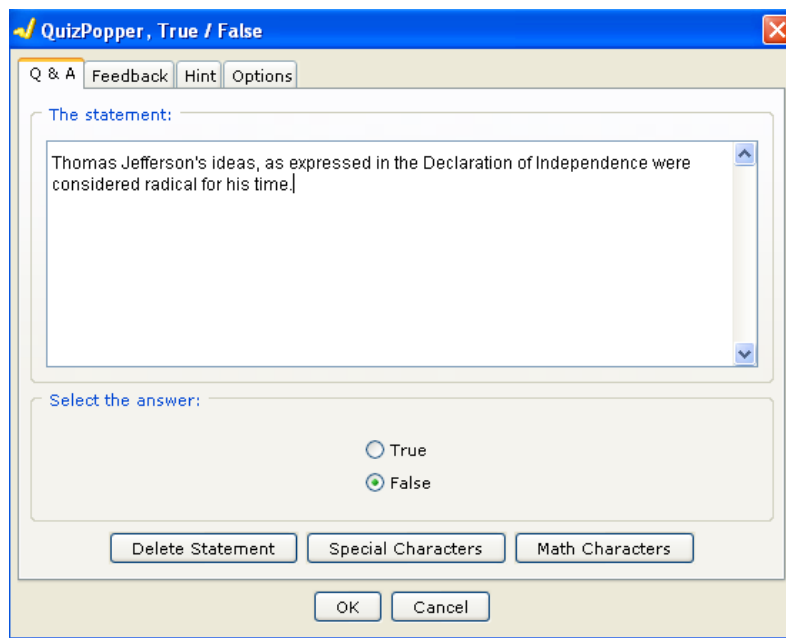 QuizPopper, True / False
Q & A Feedback Hint Options
The statement:
Thomas Jefferson's ideas, as expressed in the Declaration of Independence were
considered radical for his time.
Select the answer:
True
False
Delete Statement Special Characters Math Characters
OK Cancel